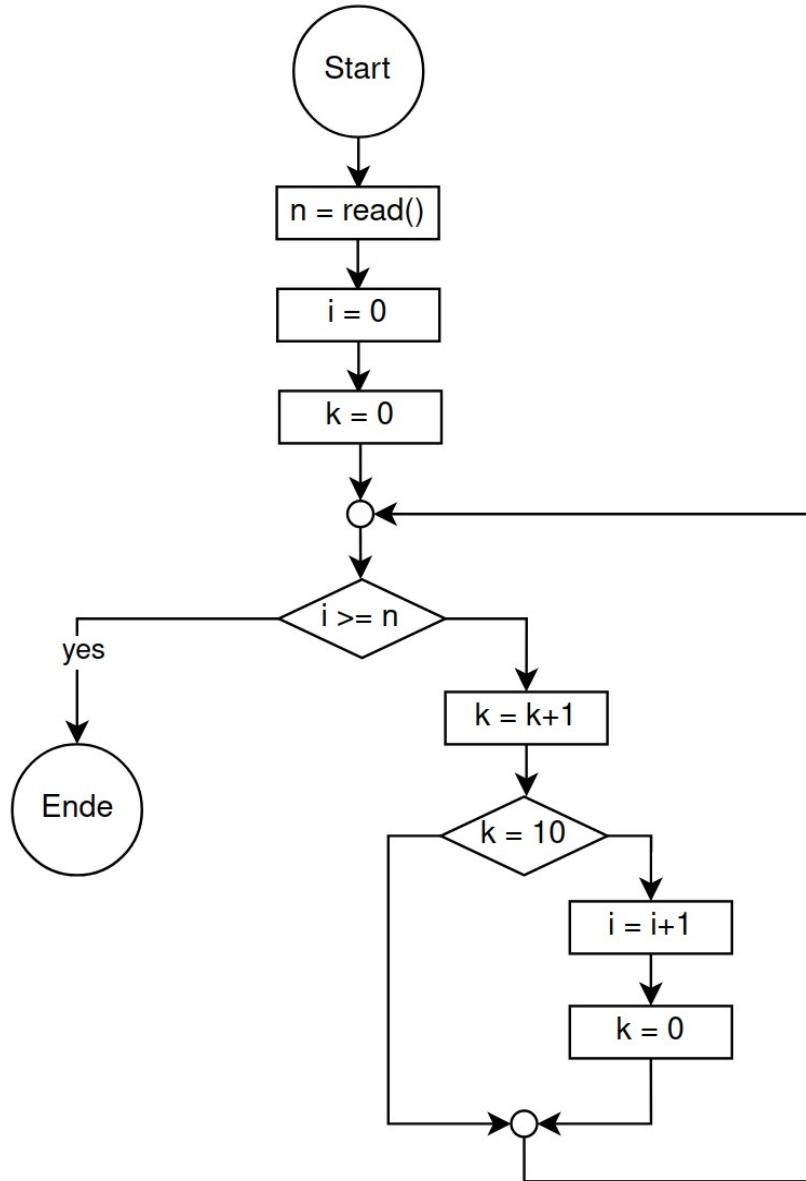 Start
n = read()
i = 0
k = 0
i >= n
yes
k = k+1
Ende
k = 10
i = i+1
k = 0